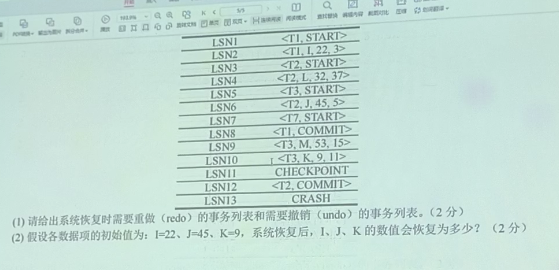 LSN1 <T1, START>
LSN2 <T1, I, 22, 3>
LSN3 <T2, START>
LSN4 <T2, L, 32, 37>
LSN5 <T3, START>
LSN6 <T2, J, 45, 5>
LSN7 <T7, START>
LSN8 <T1, COMMIT>
LSN9 <T3, M, 53, 15>
LSN10 <T3, K, 9, 11>
LSN11 CHECKPOINT
LSN12 <T2, COMMIT>
LSN13 CRASH
(1) 请给出系统恢复时需要重做（redo）的事务列表和需要撤销（undo）的事务列表。（2 分）
(2) 假设各数据项的初始值为：I=22、J=45、K=9，系统恢复后，I、J、K 的数值会恢复为多少？（2 分）